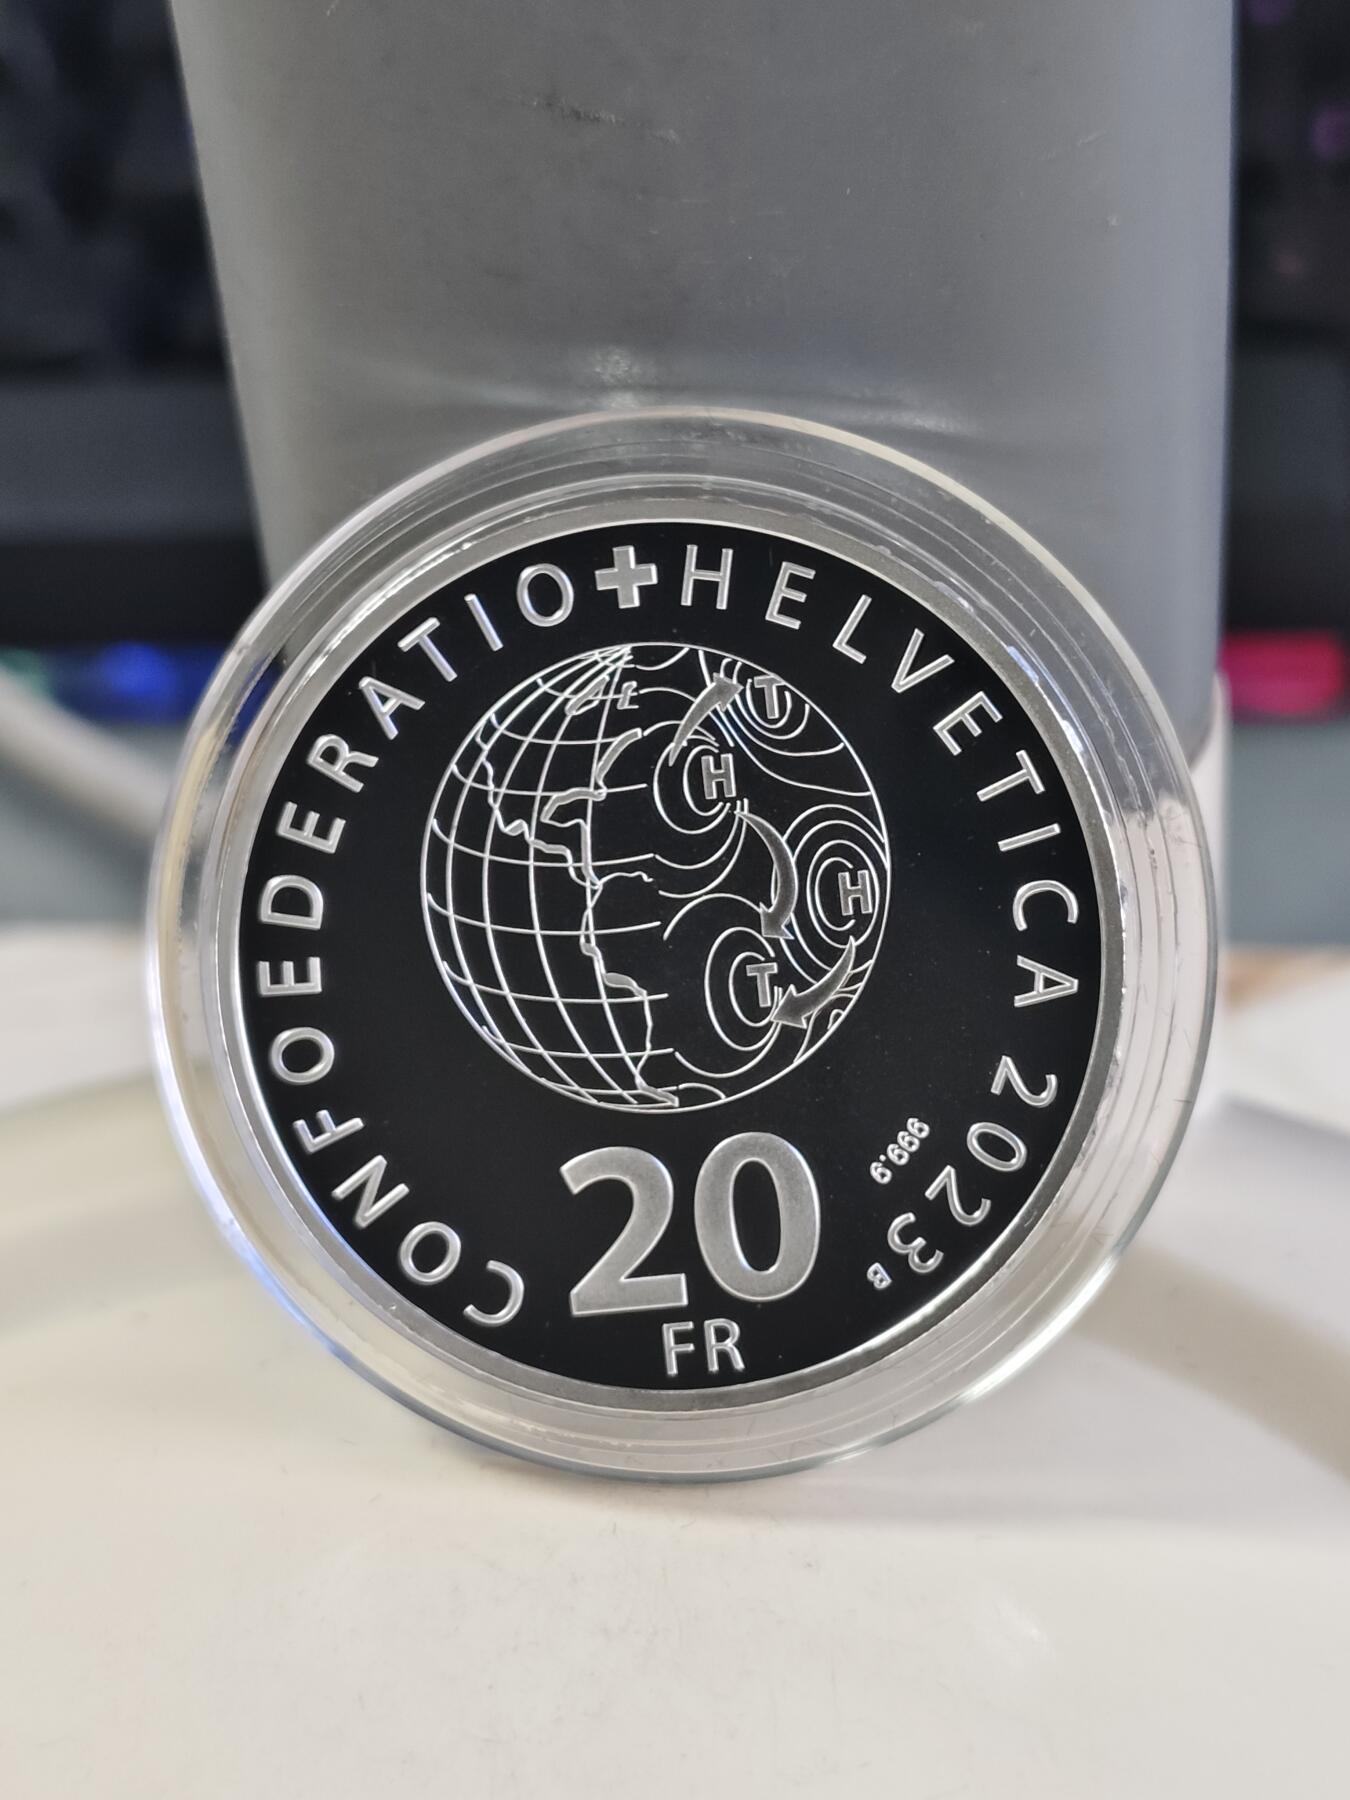 CONFOEDERATIO HELVETICA 2023 B
999.9
T
H
H
T
20
FR